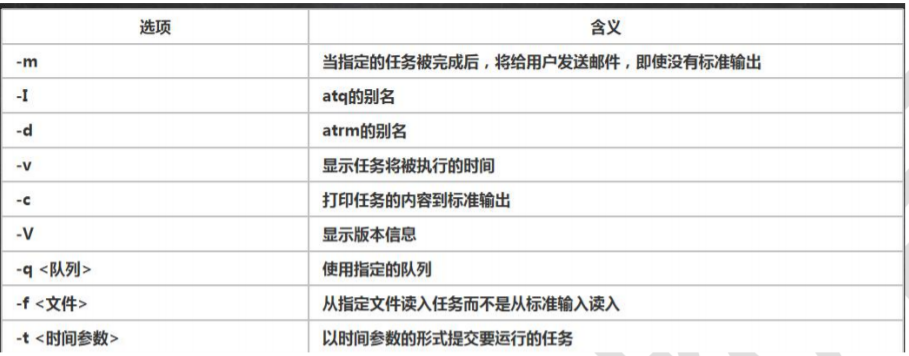 选项 含义
-m 当指定的任务被完成后，将给用户发送邮件，即使没有标准输出
-I atq的别名
-d atrm的别名
-v 显示任务将被执行的时间
-c 打印任务的内容到标准输出
-V 显示版本信息
-q <队列> 使用指定的队列
-f <文件> 从指定文件读入任务而不是从标准输入读入
-t <时间参数> 以时间参数的形式提交要运行的任务